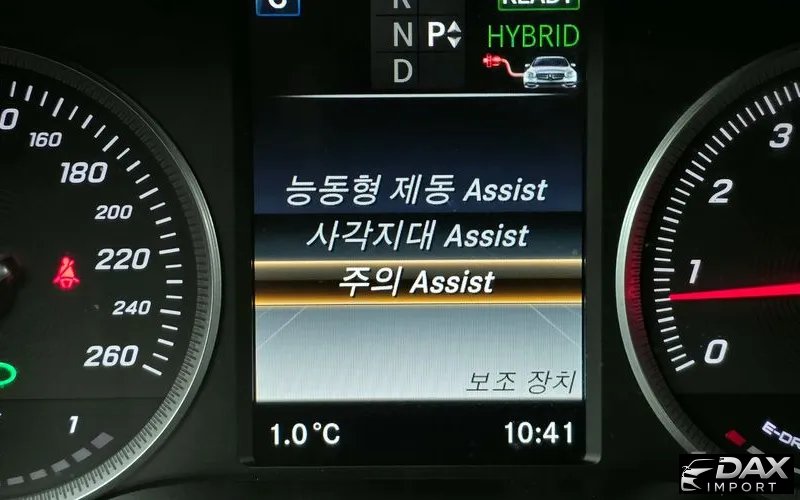 READY
R
N
P
D
HYBRID
160
180
200
220
240
260
1
능동형 제동 Assist
사각지대 Assist
주의 Assist
보조 장치
1.0 °C
10:41
3
2
1
0
DAX
IMPORT